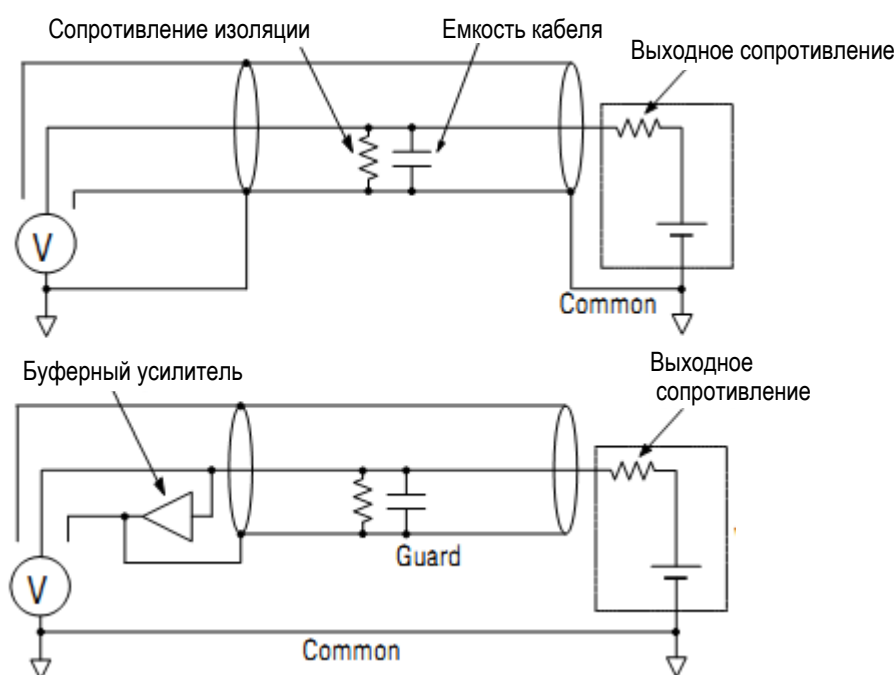 Сопротивление изоляции
Емкость кабеля
Выходное сопротивление
V
Common
Буферный усилитель
Выходное
сопротивление
Guard
V
Common